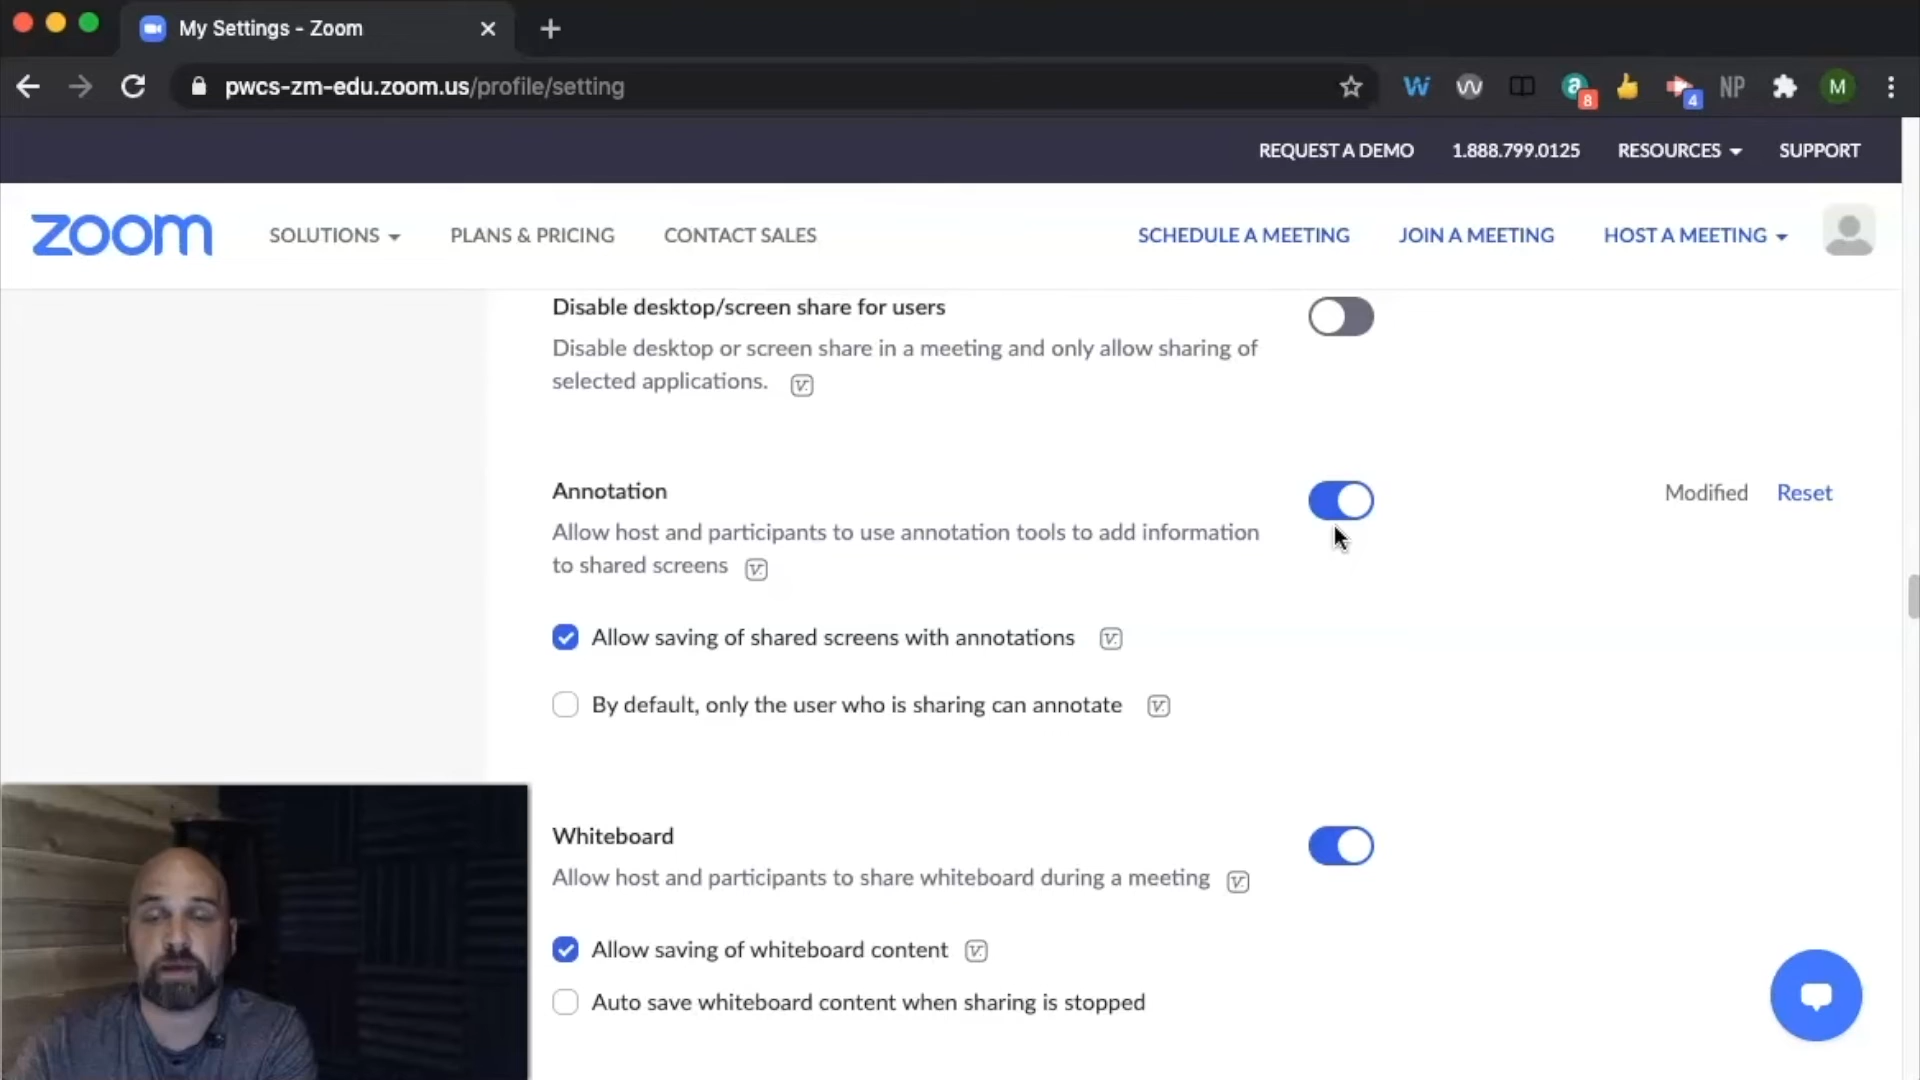 My Settings - Zoom
pwcs-zm-edu.zoom.us/profile/setting
8
4
NP
M
REQUEST A DEMO
1.888.799.0125
RESOURCES
SUPPORT
zoom
SOLUTIONS
PLANS & PRICING
CONTACT SALES
SCHEDULE A MEETING
JOIN A MEETING
HOST A MEETING
Disable desktop/screen share for users
Disable desktop or screen share in a meeting and only allow sharing of
selected applications.
Annotation
Modified
Reset
Allow host and participants to use annotation tools to add information
to shared screens
Allow saving of shared screens with annotations
By default, only the user who is sharing can annotate
Whiteboard
Allow host and participants to share whiteboard during a meeting
Allow saving of whiteboard content
Auto save whiteboard content when sharing is stopped